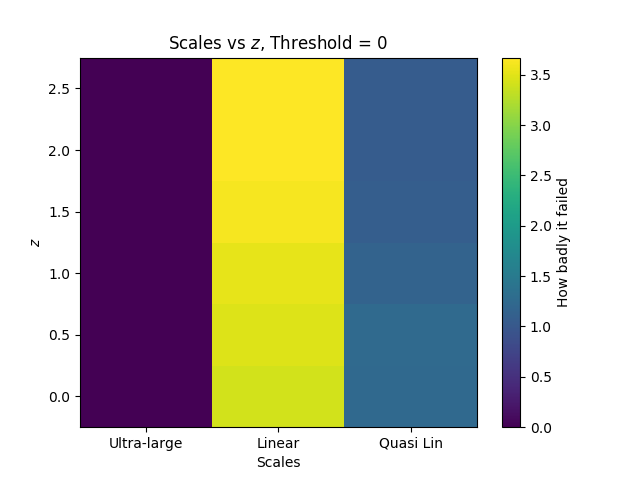 Scales vs z, Threshold = 0
2.5
2.0
1.5
1.0
0.5
0.0
z
Ultra-large
Linear
Quasi Lin
Scales
3.5
3.0
2.5
2.0
1.5
1.0
0.5
0.0
How badly it failed